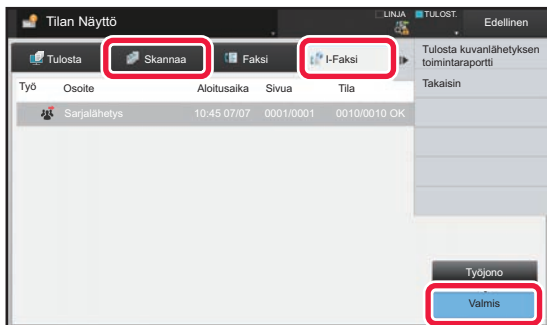 Tilan Näyttö
LINJA
TULOST.
Edellinen
Tulosta
Skannaa
Faksi
I-Faksi
Tulosta kuvanlähetyksen
toimintaraportti
Takaisin
Työ Osoite Aloitusaika Sivua Tila
Sarjalähetys 10:45 07/07 0001/0001 0010/0010 OK
Työjono
Valmis